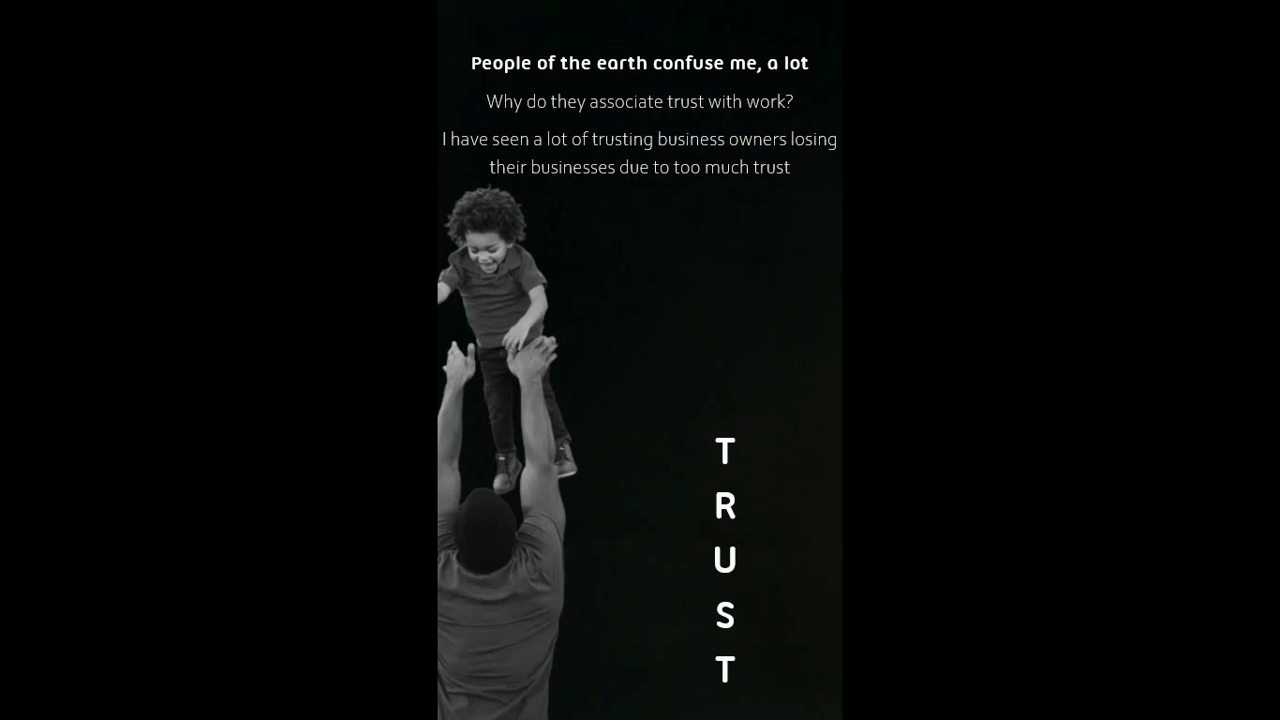 People of the earth confuse me, a lot
Why do they associate trust with work?
I have seen a lot of trusting business owners losing
their businesses due to too much trust
T
R
U
S
T